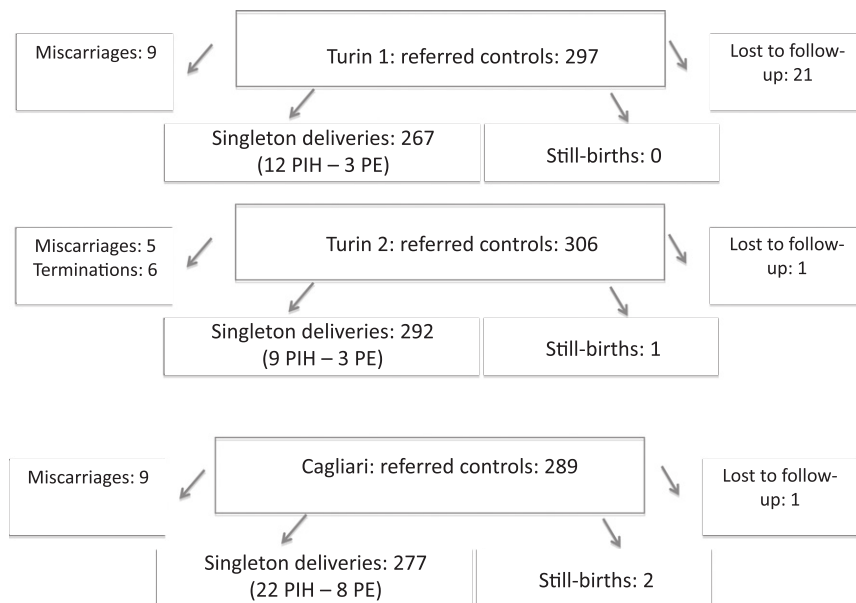 Miscarriages: 9
Turin 1: referred controls: 297
Lost to follow-
up: 21
Singleton deliveries: 267
(12 PIH – 3 PE)
Still-births: 0
Miscarriages: 5
Terminations: 6
Turin 2: referred controls: 306
Lost to follow-
up: 1
Singleton deliveries: 292
(9 PIH – 3 PE)
Still-births: 1
Miscarriages: 9
Cagliari: referred controls: 289
Lost to follow-
up: 1
Singleton deliveries: 277
(22 PIH – 8 PE)
Still-births: 2